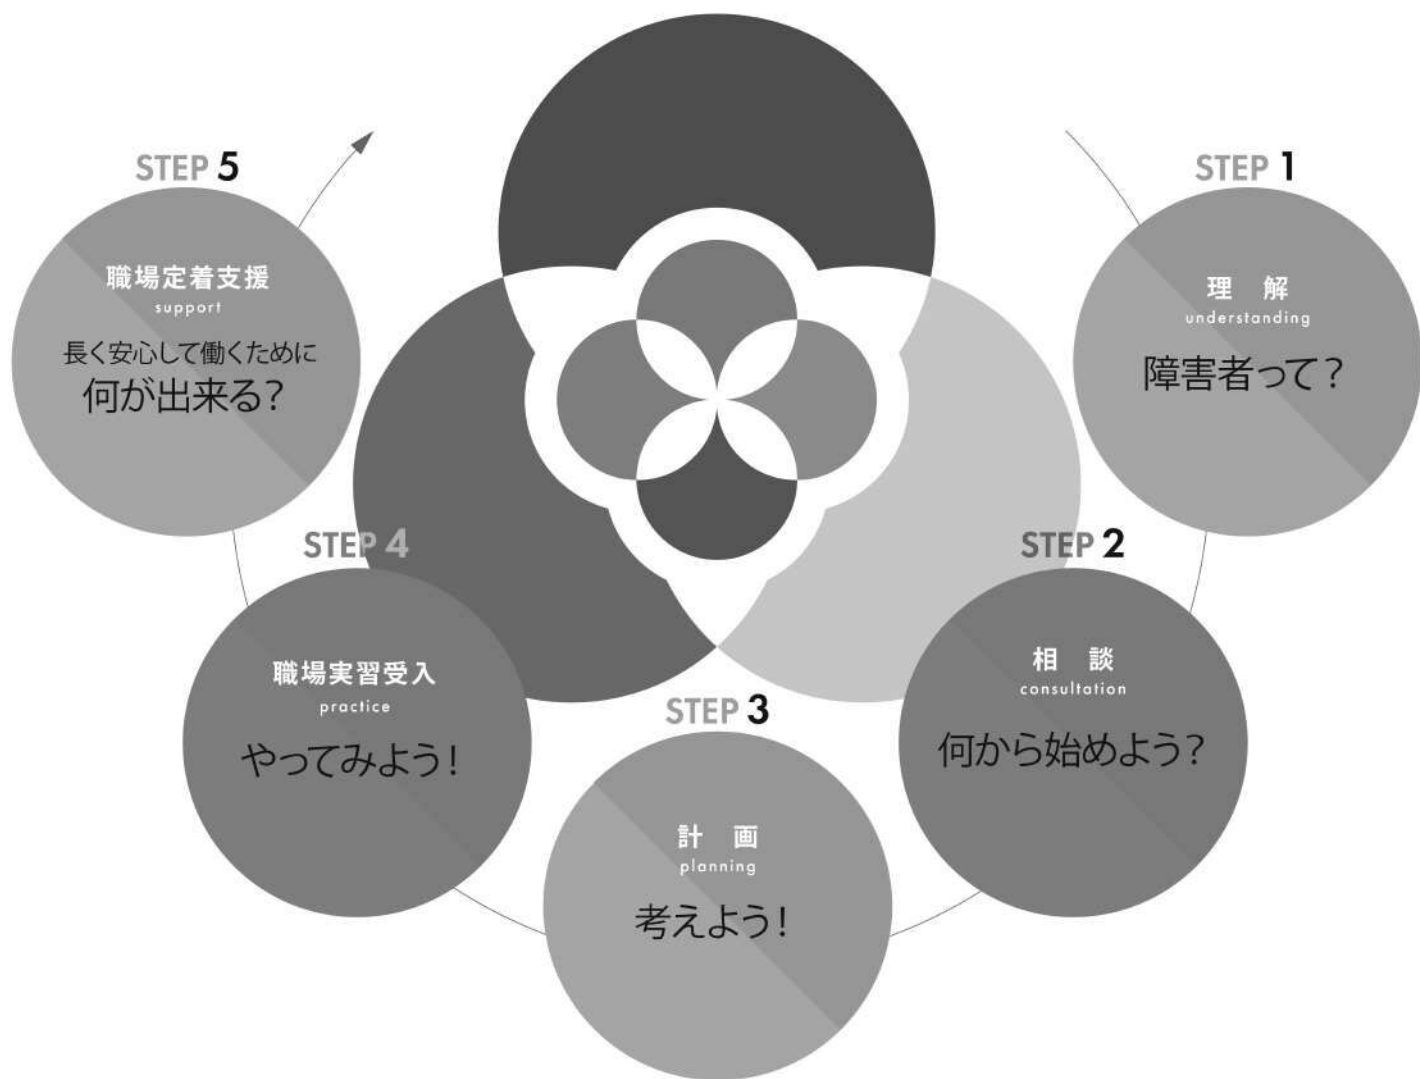 STEP 1
理 解
understanding
障害者って？
STEP 2
相 談
consultation
何から始めよう？
STEP 3
計 画
planning
考えよう！
STEP 4
職場実習受入
practice
やってみよう！
STEP 5
職場定着支援
support
長く安心して働くために
何が出来る？